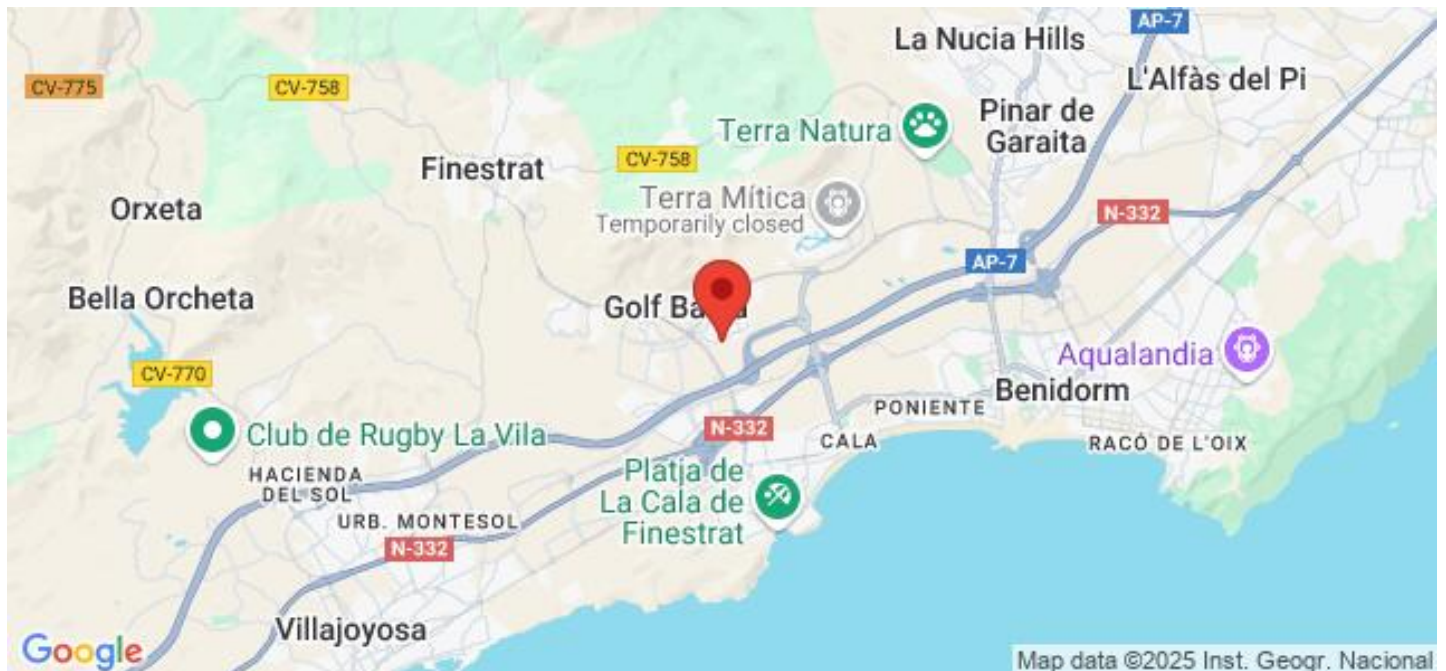 AP-7
La Nucia Hills
L'Alfàs del Pi
CV-775
CV-758
Terra Natura
Pinar de
Garaita
Finestrat
CV-758
Orxeta
Terra Mítica
Temporarily closed
N-332
AP-7
Bella Orcheta
Golf Ba
a
CV-770
Aqualandia
Benidorm
PONIENTE
N-332
CALA
RACÓ DE L'OIX
Club de Rugby La Vila
HACIENDA
DEL SOL
Platja de
La Cala de
Finestrat
URB. MONTESOL
N-332
Villajoyosa
Google
Map data ©2025 Inst. Geogr. Nacional